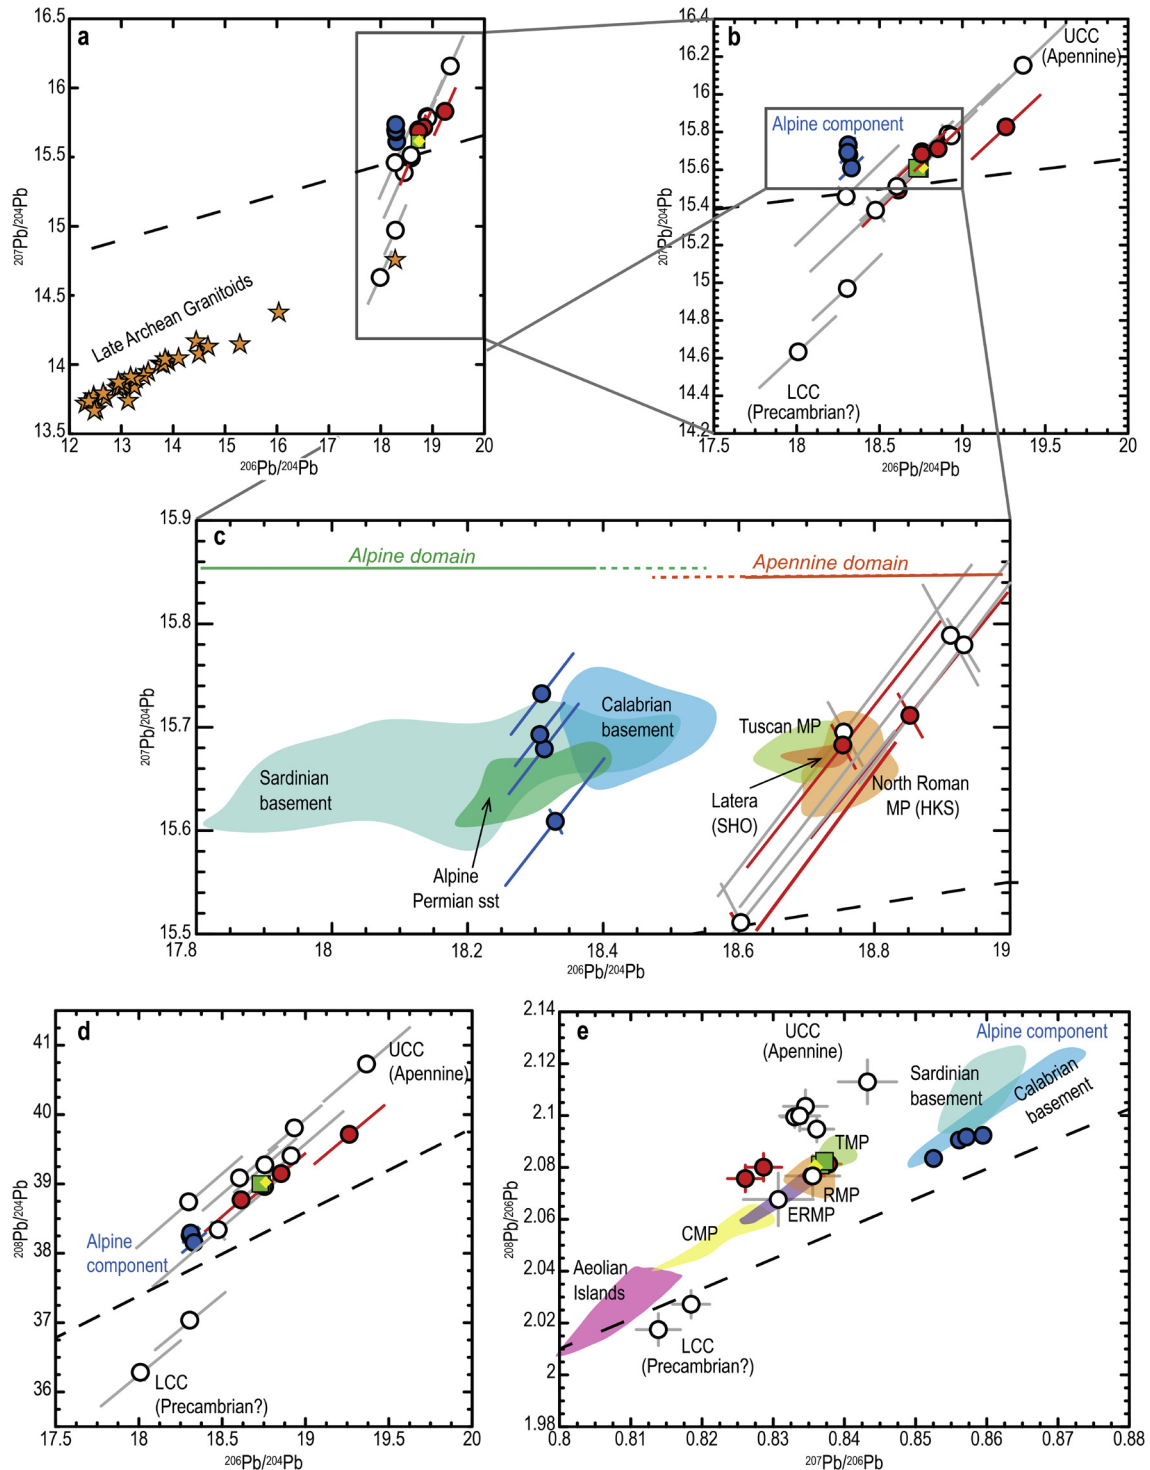 a
16.5
16
15.5
15
14.5
14
13.5
207Pb/204Pb
Late Archean Granitoids
12
13
14
15
16
17
18
19
20
206Pb/204Pb
b
16.4
16.2
16
15.8
15.6
15.4
15.2
15
14.8
14.6
14.4
14.2
207Pb/204Pb
UCC
(Apennine)
Alpine component
LCC
(Precambrian?)
17.5
18
18.5
19
19.5
20
206Pb/204Pb
c
15.9
15.8
15.7
15.6
15.5
207Pb/204Pb
Alpine domain
Apennine domain
Calabrian
basement
Sardinian
basement
Alpine
Permian sst
Tuscan MP
Latera
(SHO)
North Roman
MP (HKS)
17.8
18
18.2
18.4
18.6
18.8
19
206Pb/204Pb
d
41
40
39
38
37
36
208Pb/204Pb
UCC
(Apennine)
Alpine
component
LCC
(Precambrian?)
17.5
18
18.5
19
19.5
20
206Pb/204Pb
e
2.14
2.12
2.1
2.08
2.06
2.04
2.02
2
1.98
208Pb/206Pb
UCC
(Apennine)
Alpine component
Sardinian
basement
Calabrian
basement
TMP
RMP
ERMP
CMP
Aeolian
Islands
LCC
(Precambrian?)
0.8
0.81
0.82
0.83
0.84
0.85
0.86
0.87
0.88
207Pb/206Pb